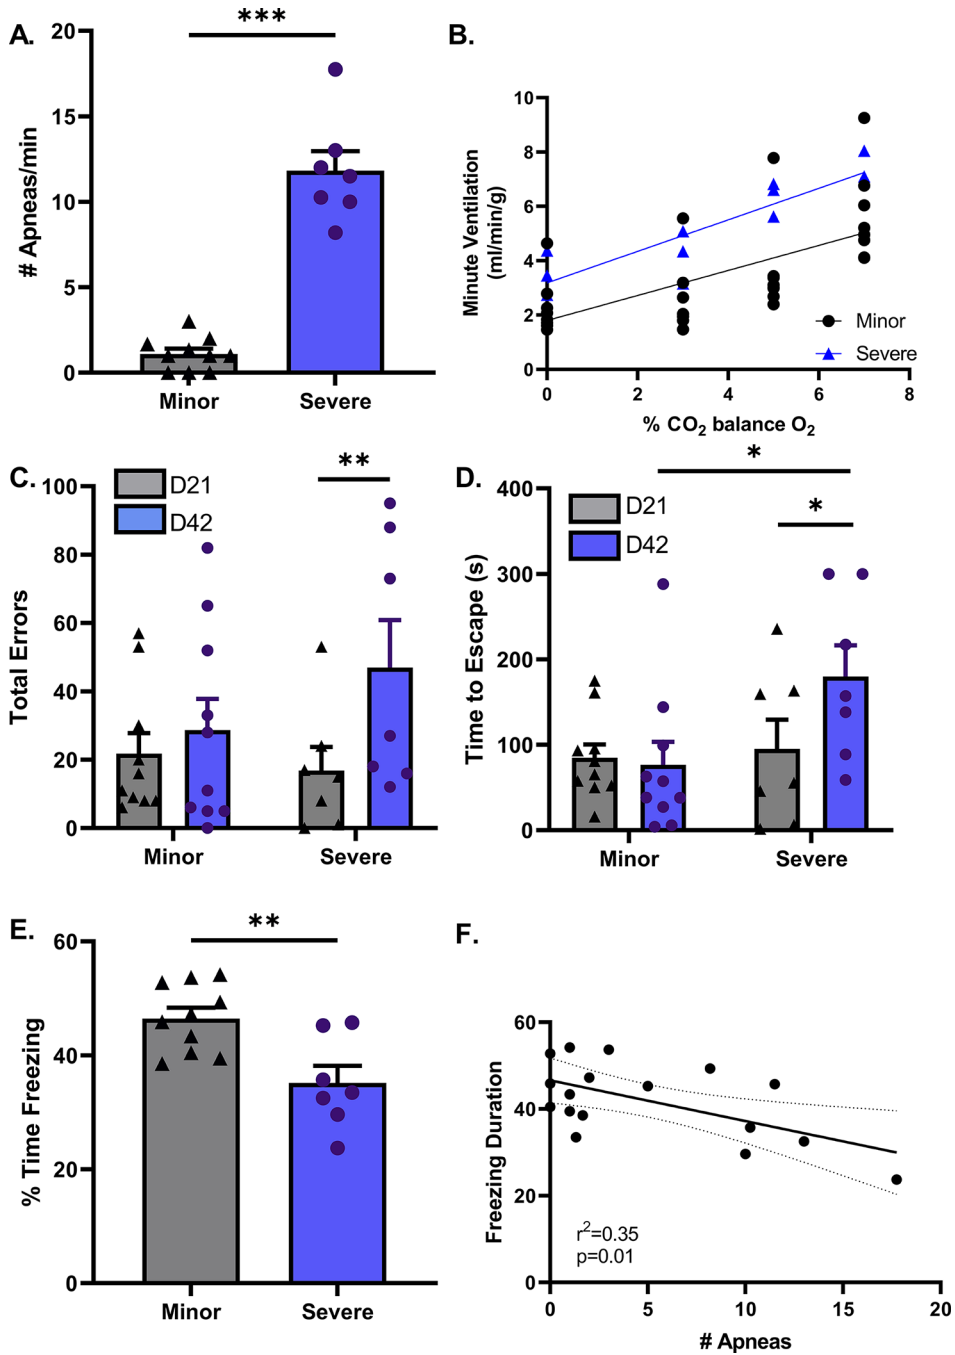 A.
***
# Apneas/min
20
15
10
5
0
Minor
Severe
B.
Minute Ventilation
(ml/min/g)
10
8
6
4
2
0
0
2
4
6
8
Minor
Severe
% CO₂ balance O₂
C.
D21
D42
**
Total Errors
100
80
60
40
20
0
Minor
Severe
D.
*
*
D21
D42
Time to Escape (s)
400
300
200
100
0
Minor
Severe
E.
**
% Time Freezing
60
40
20
0
Minor
Severe
F.
Freezing Duration
60
40
20
0
r²=0.35
p=0.01
0
5
10
15
20
# Apneas